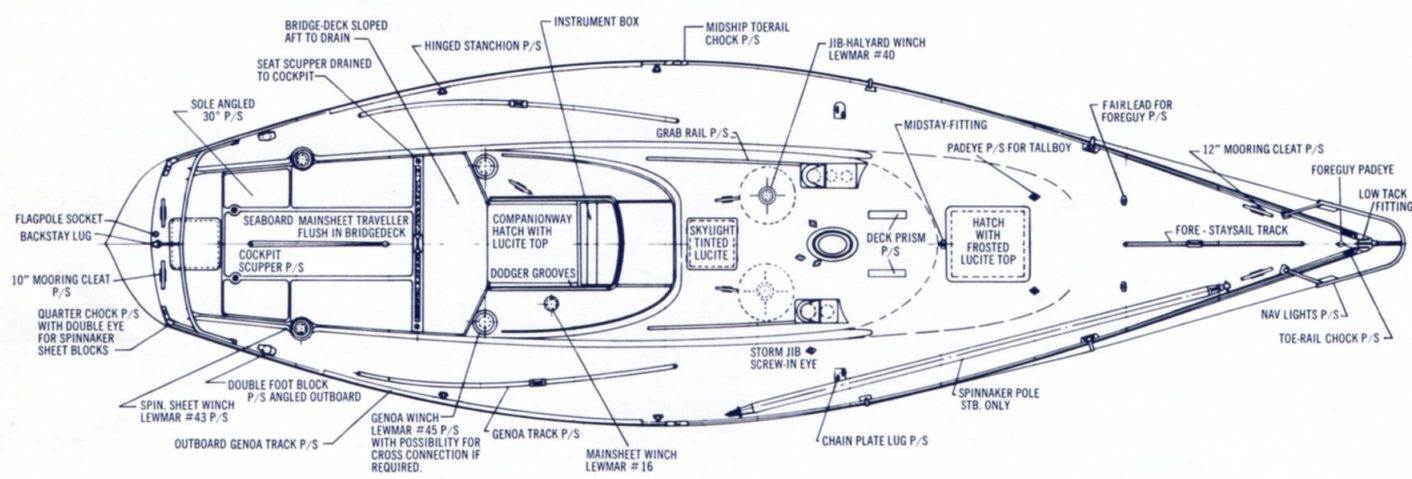 BRIDGE-DECK SLOPED
AFT TO DRAIN
INSTRUMENT BOX
MIDSHIP TOERAIL
CHOCK P/S
HINGED STANCHION P/S
JIB-HALYARD WINCH
LEWMAR #40
SEAT SCUPPER DRAINED
TO COCKPIT
SOLE ANGLED
30° P/S
GRAB RAIL P/S
MIDSTAY-FITTING
FAIRLEAD FOR
FOREGUY P/S
PADEYE P/S FOR TALLBOY
12" MOORING CLEAT P/S
FOREGUY PADEYE
LOW TACK
FITTING
FLAGPOLE SOCKET
BACKSTAY LUG
SEABOARD
MAINSHEET TRAVELLER
FLUSH IN BRIDGEDECK
COCKPIT
SCUPPER P/S
COMPANIONWAY
HATCH WITH
LUCITE TOP
DODGER GROOVES
SKYLIGHT
TINTED
LUCITE
DECK PRISM
P/S
HATCH
WITH
FROSTED
LUCITE TOP
FORE - STAYSAIL TRACK
10" MOORING CLEAT
P/S
QUARTER CHOCK P/S
WITH DOUBLE EYE
FOR SPINNAKER
SHEET BLOCKS
NAV LIGHTS P/S
TOE-RAIL CHOCK P/S
STORM JIB
SCREW-IN EYE
DOUBLE FOOT BLOCK
P/S ANGLED OUTBOARD
SPINNAKER POLE
STB. ONLY
SPIN. SHEET WINCH
LEWMAR #43 P/S
OUTBOARD GENOA TRACK P/S
GENOA WINCH
LEWMAR #45 P/S
WITH POSSIBILITY FOR
CROSS CONNECTION IF
REQUIRED.
GENOA TRACK P/S
MAINSHEET WINCH
LEWMAR #16
CHAIN PLATE LUG P/S